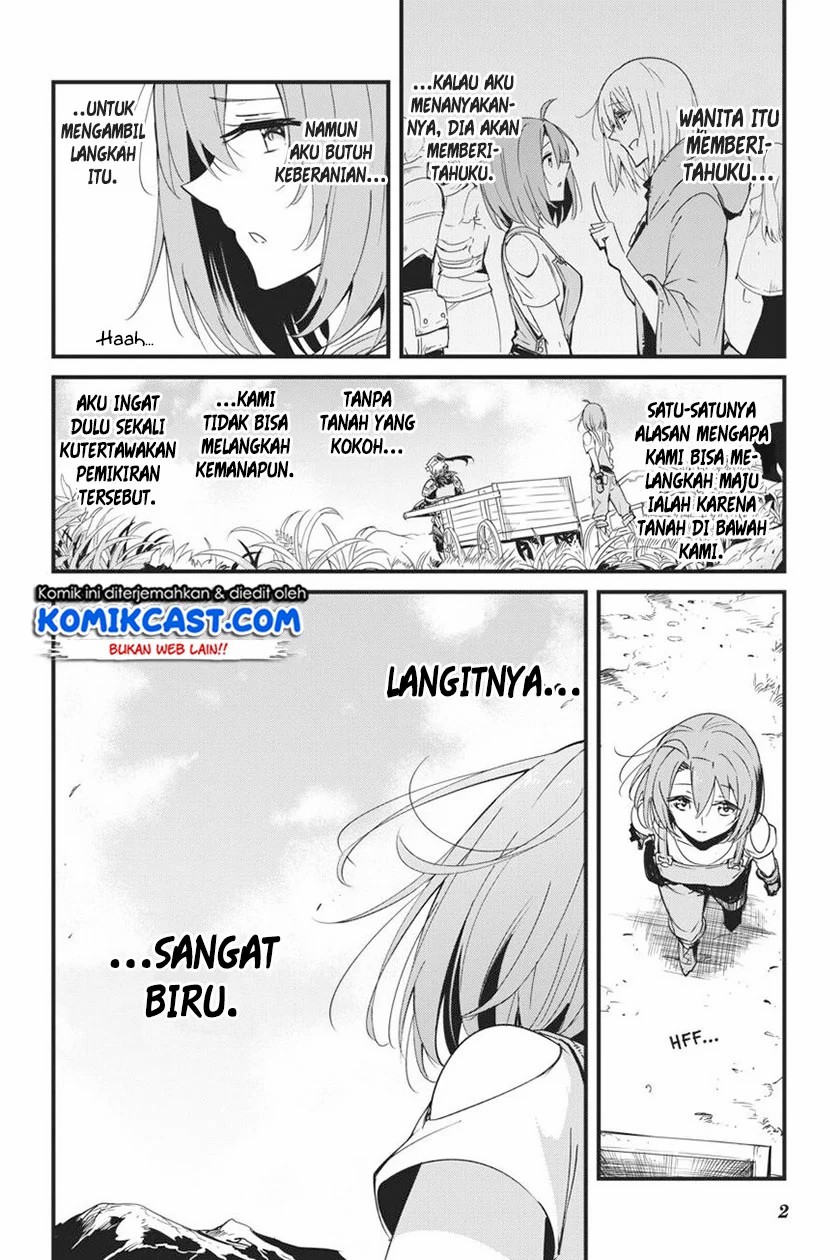 WANITA ITU
MEMBERI-
TAHUKU...
...KALAU AKU
MENANYAKAN-
NYA, DIA AKAN
MEMBERI-
TAHUKU.
NAMUN
AKU BUTUH
KEBERANIAN...
..UNTUK
MENGAMBIL
LANGKAH
ITU.
Haah...
SATU-SATUNYA
ALASAN MENGAPA
KAMI BISA ME-
LANGKAH MAJU
IALAH KARENA
TANAH DI BAWAH
KAMI.
TANPA
TANAH YANG
KOKOH...
...KAMI
TIDAK BISA
MELANGKAH
KEMANAPUN.
AKU INGAT
DULU SEKALI
KUTERTAWAKAN
PEMIKIRAN
TERSEBUT.
Komik ini diterjemahkan & diedit oleh
KOMIKCAST.COM
BUKAN WEB LAIN!!
HFF...
LANGITNYA...
...SANGAT
BIRU.
2